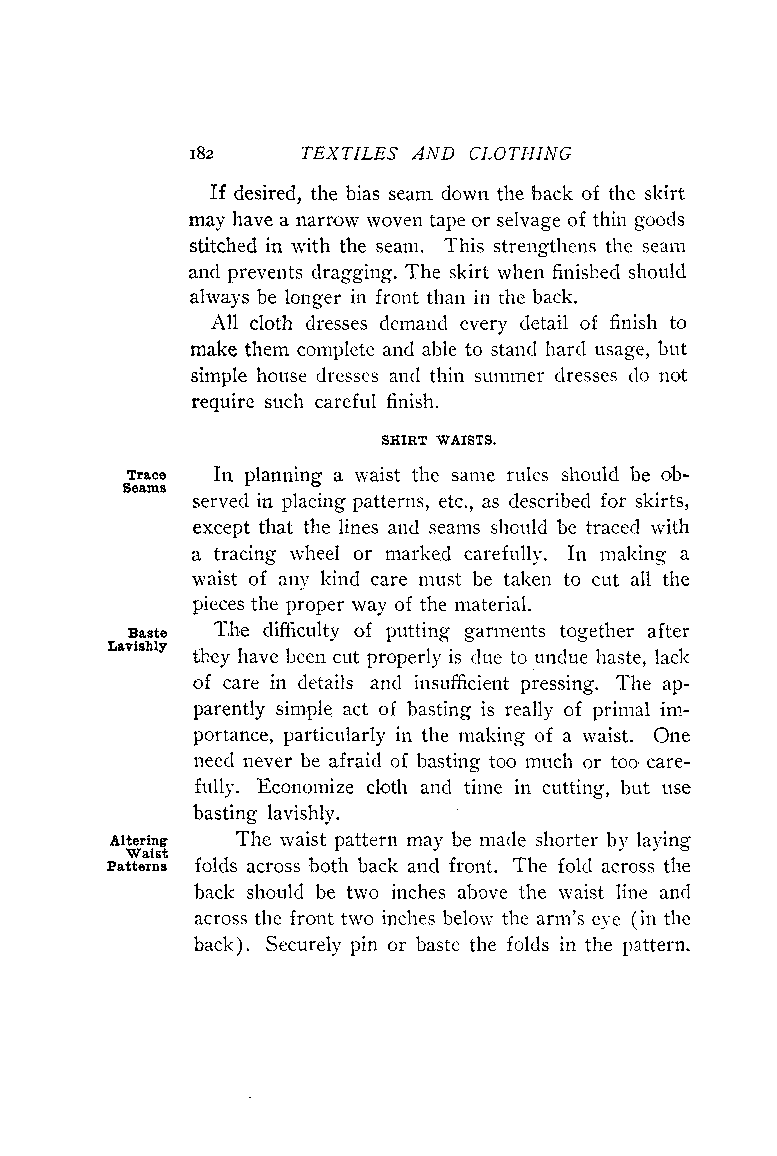 182 TEXTILES AND CLOTHING
If desired, the bias seam down the back of the skirt
may have a narrow woven tape or selvage of thin goods
stitched in with the seam. This strengthens the seam
and prevents dragging. The skirt when finished should
always be longer in front than in the back.
All cloth dresses demand every detail of finish to
make them complete and able to stand hard usage, but
simple house dresses and thin summer dresses do not
require such careful finish.
SHIRT WAISTS.
Trace
Seams
In planning a waist the same rules should be ob-
served in placing patterns, etc., as described for skirts,
except that the lines and seams should be traced with
a tracing wheel or marked carefully. In making a
waist of any kind care must be taken to cut all the
pieces the proper way of the material.
Baste
Lavishly
The difficulty of putting garments together after
they have been cut properly is due to undue haste, lack
of care in details and insufficient pressing. The ap-
parently simple act of basting is really of primal im-
portance, particularly in the making of a waist. One
need never be afraid of basting too much or too care-
fully. Economize cloth and time in cutting, but use
basting lavishly.
Altering
Waist
Patterns
The waist pattern may be made shorter by laying
folds across both back and front. The fold across the
back should be two inches above the waist line and
across the front two inches below the arm's eye (in the
back). Securely pin or baste the folds in the pattern.